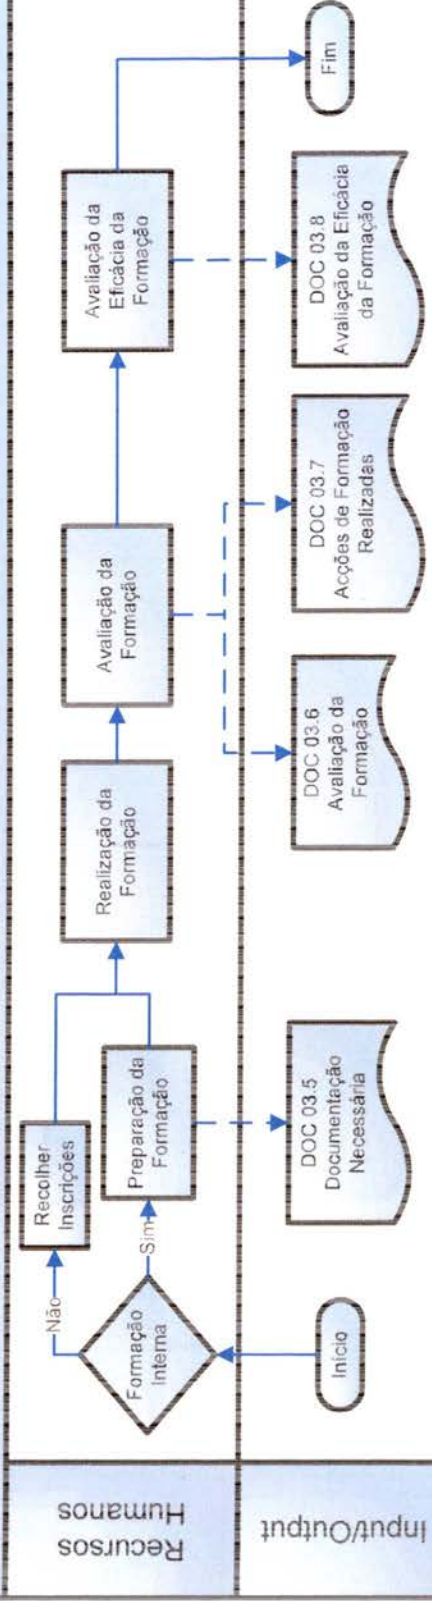 Recursos
Humanos
Formação
Interna
Não
Sim
Recolher
Inscrições
Preparação da
Formação
Realização da
Formação
Avaliação da
Formação
Avaliação da
Eficácia da
Formação
Input/Output
Início
DOC 03.5
Documentação
Necessária
DOC 03.6
Avaliação da
Formação
DOC 03.7
Acções de Formação
Realizadas
DOC 03.8
Avaliação da Eficácia
da Formação
Fim